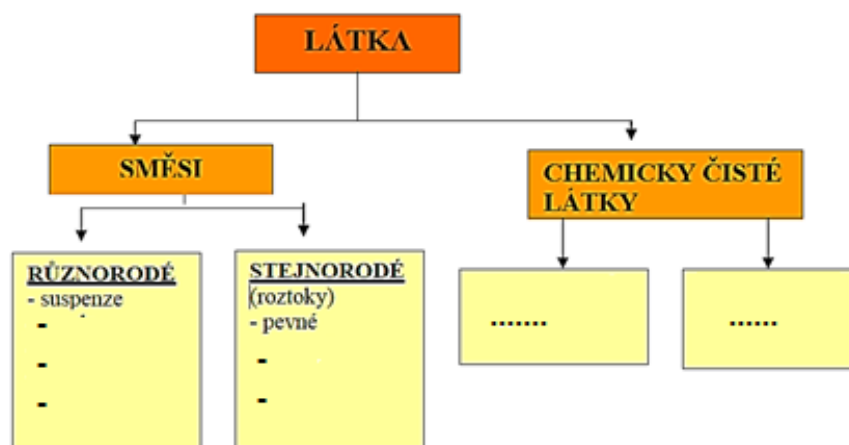 LÁTKA
SMĚSI
CHEMICKY ČISTÉ
LÁTKY
RŮZNORODÉ
- suspenze
-
-
-
STEJNORODÉ
(roztoky)
- pevné
-
-
.......
......